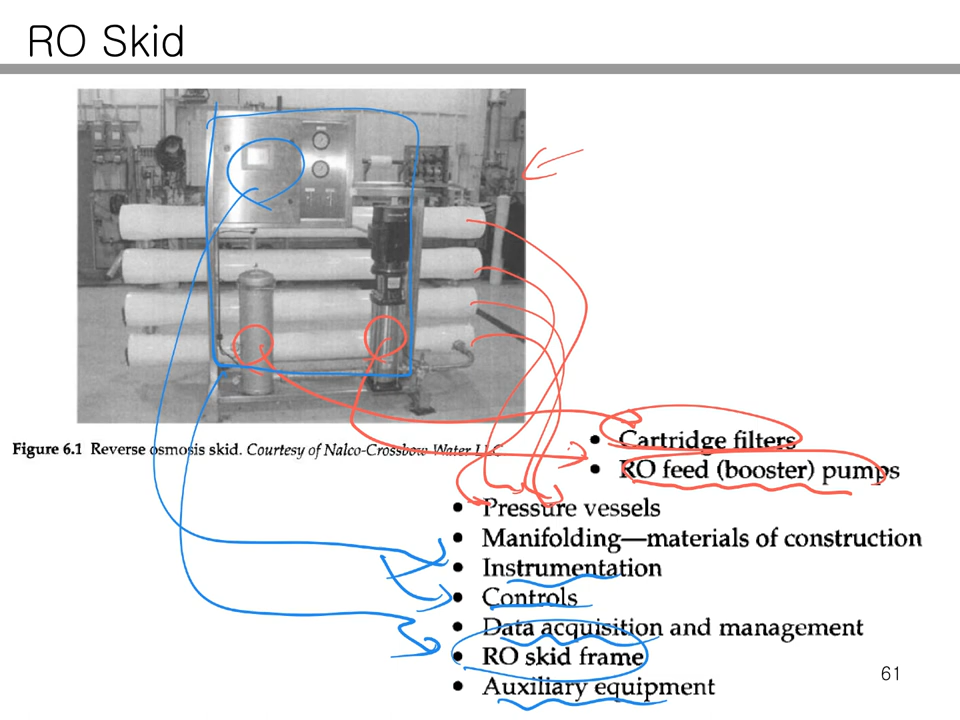 RO Skid
Figure 6.1 Reverse osmosis skid. Courtesy of Nalco-Crossbow Water LLC
• Cartridge filters
• RO feed (booster) pumps
• Pressure vessels
• Manifolding—materials of construction
• Instrumentation
• Controls
• Data acquisition and management
• RO skid frame
• Auxiliary equipment
61